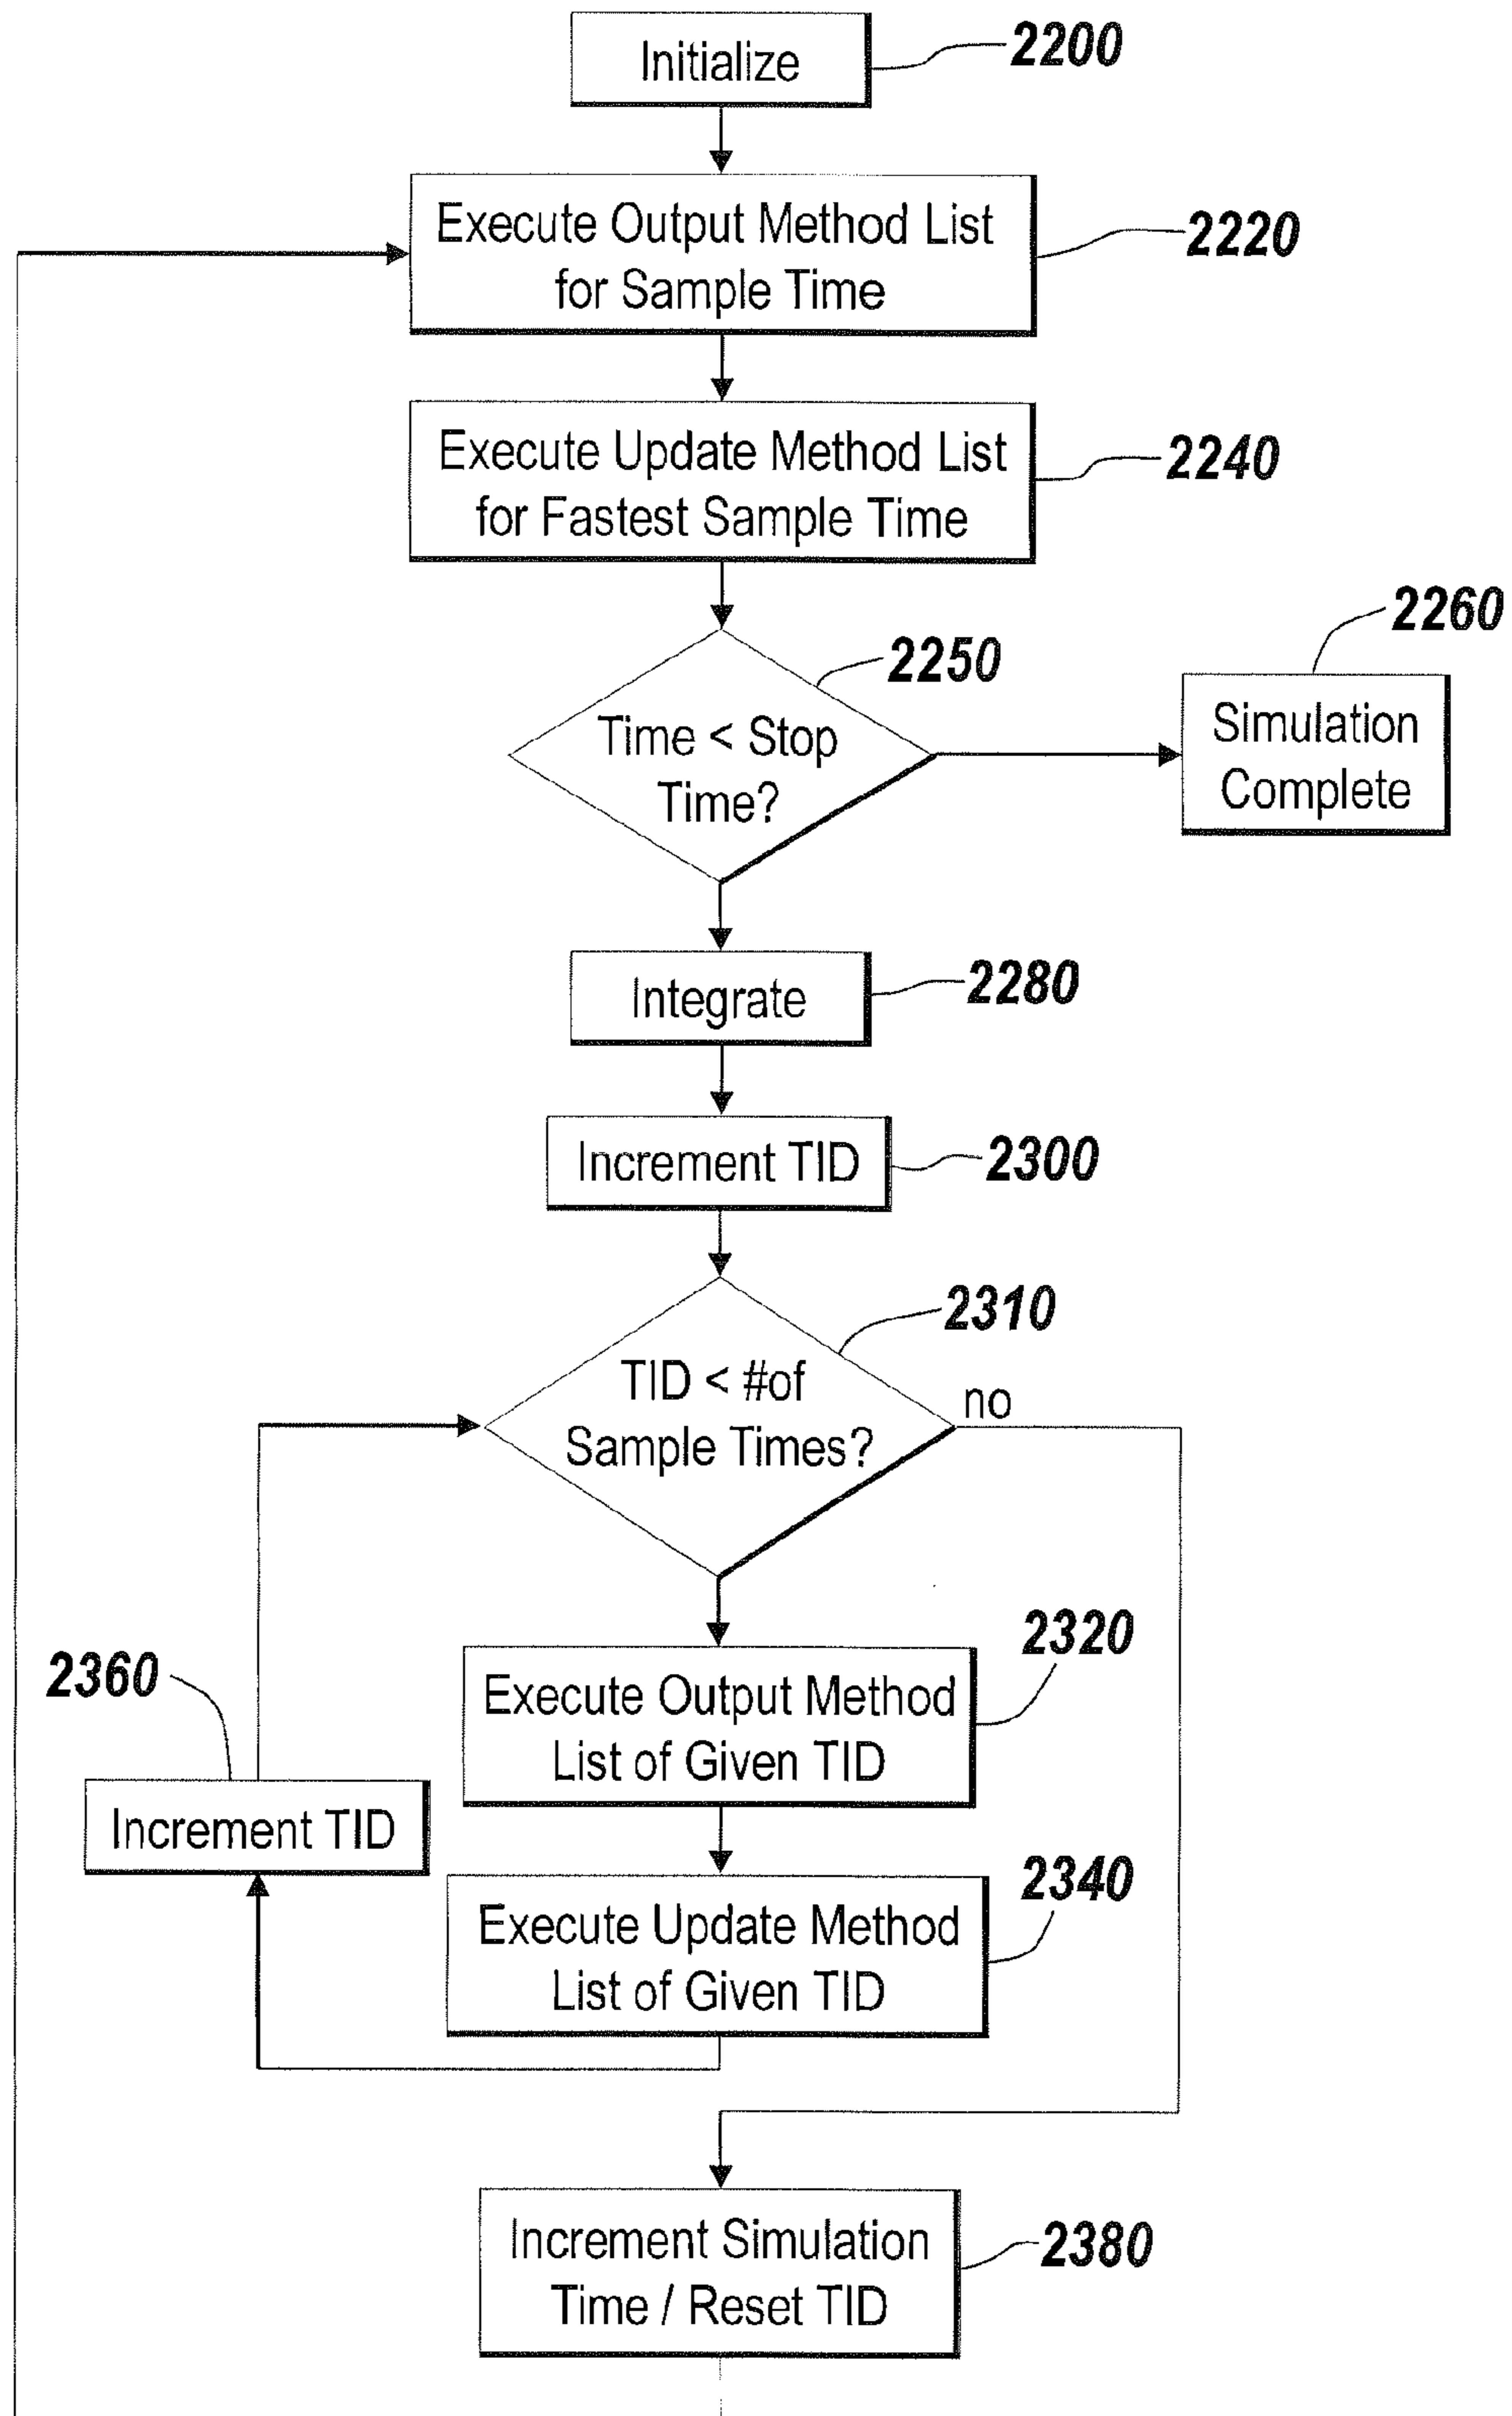 Initialize
2200
Execute Output Method List
for Sample Time
2220
Execute Update Method List
for Fastest Sample Time
2240
2250
Time < Stop
Time?
2260
Simulation
Complete
Integrate
2280
Increment TID
2300
2310
TID < #of
Sample Times?
no
2320
Execute Output Method
List of Given TID
2360
Increment TID
2340
Execute Update Method
List of Given TID
Increment Simulation
Time / Reset TID
2380